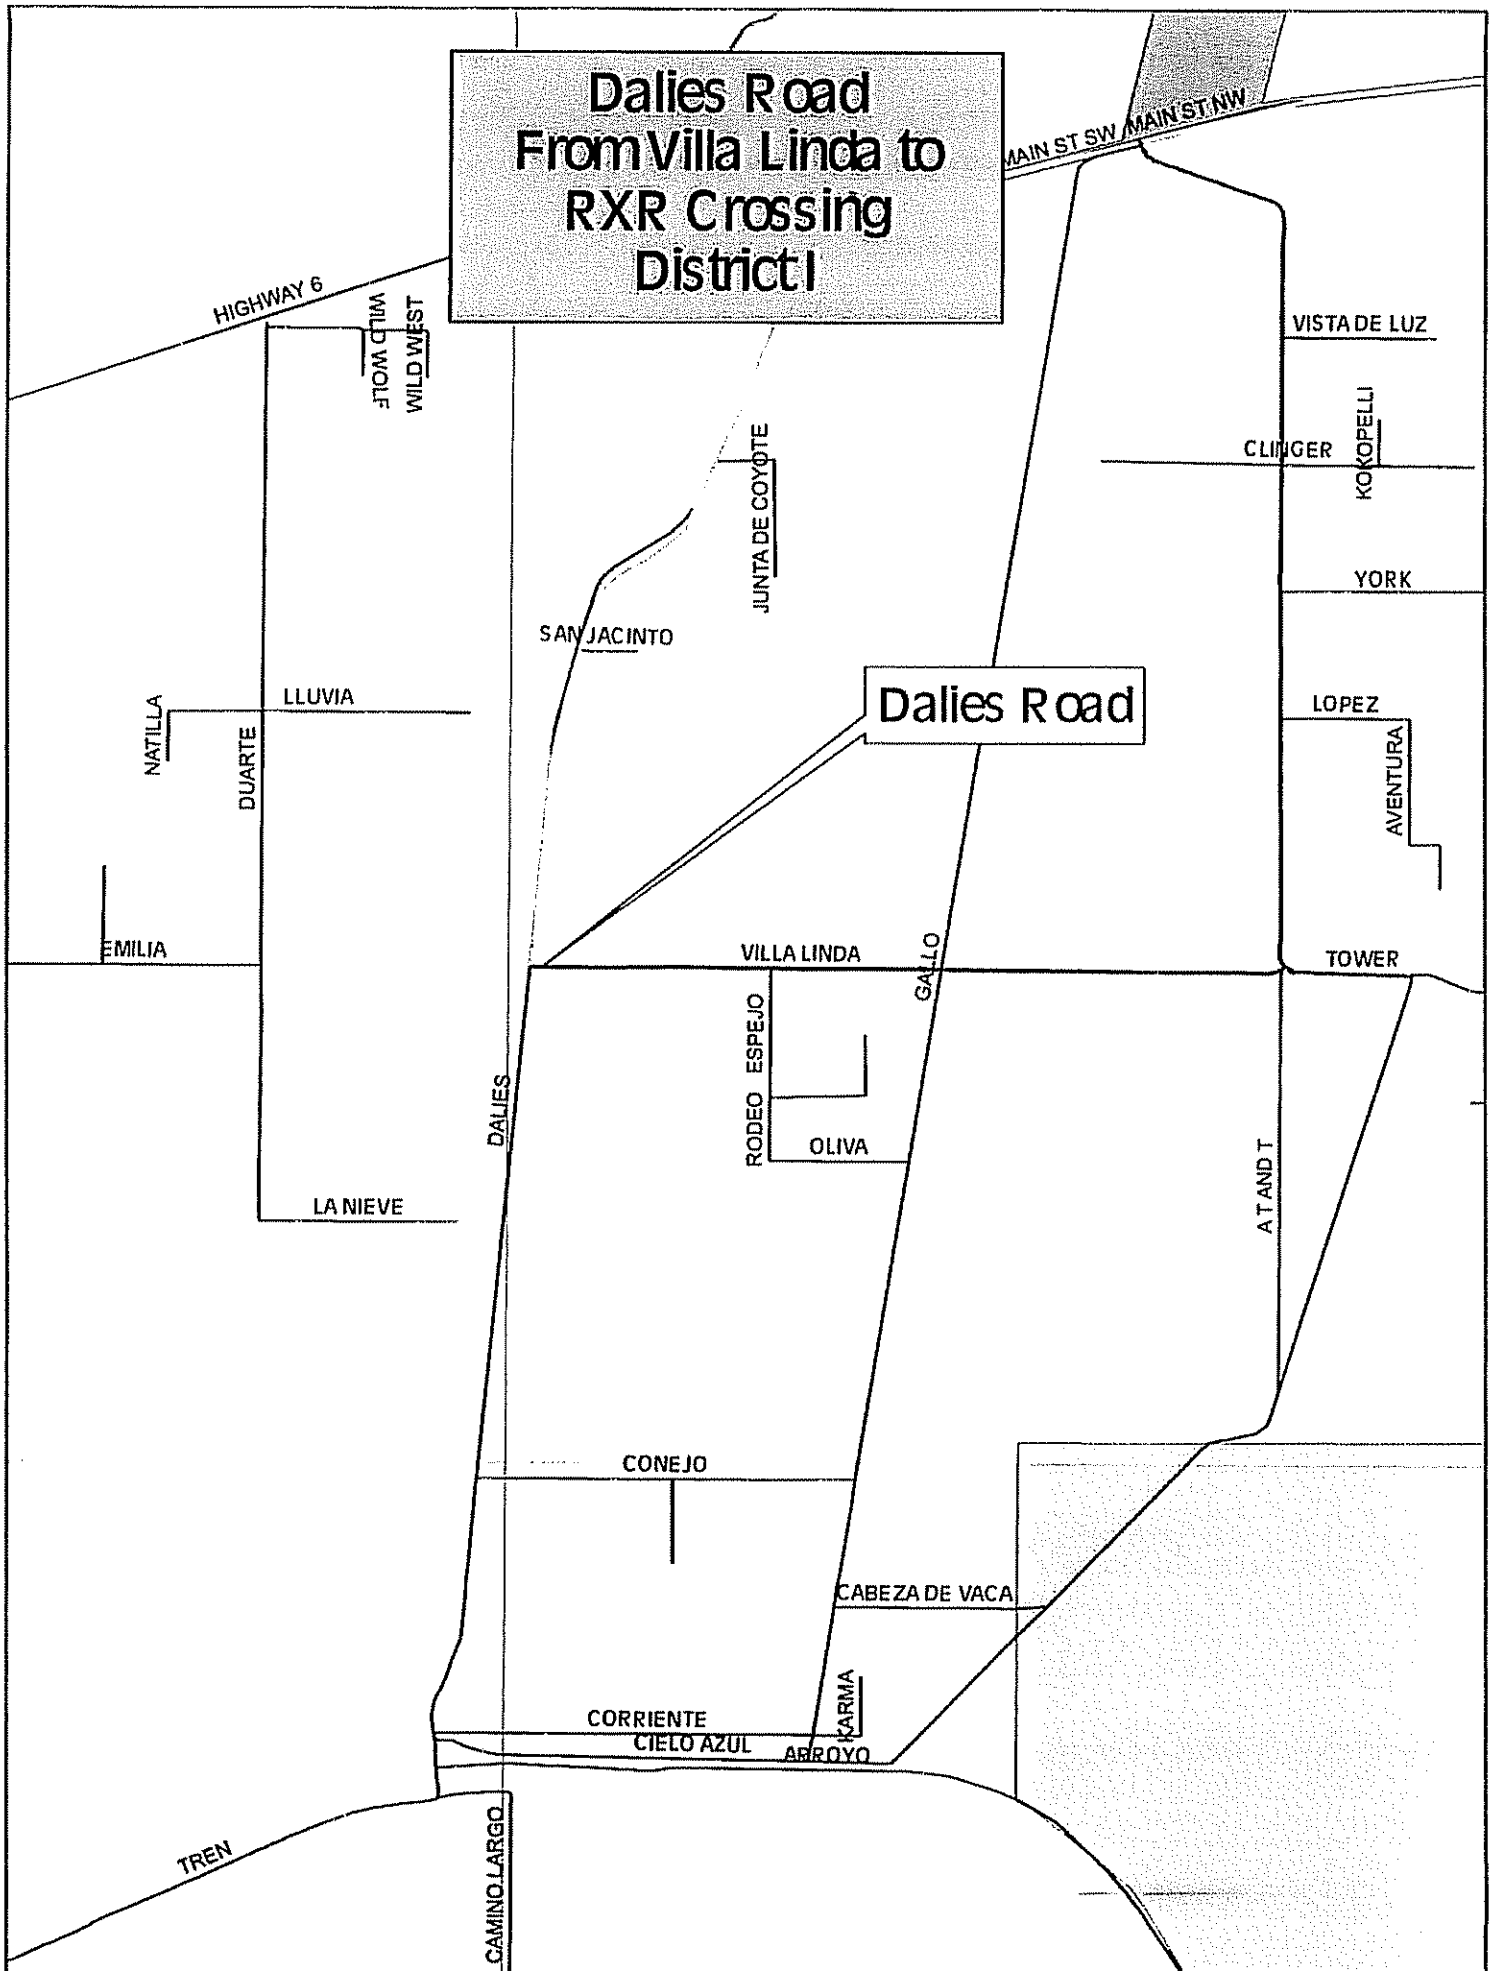 Dalies Road
From Villa Linda to
RXR Crossing
District I
MAIN ST SW
MAIN ST NW
HIGHWAY 6
WILD WOLF
WILD WEST
VISTA DE LUZ
JUNTA DE COYOTE
CLINGER
KOKOPELLI
YORK
SAN JACINTO
Dalies Road
NATILLA
LLUVIA
DUARTE
LOPEZ
AVENTURA
EMILIA
VILLA LINDA
GALLO
TOWER
RODEO ESPEJO
DALIES
OLIVA
A T AND T
LA NIEVE
CONEJO
CABEZA DE VACA
KARMA
CORRIENTE
CIELO AZUL
ARROYO
TREN
CAMINO LARGO